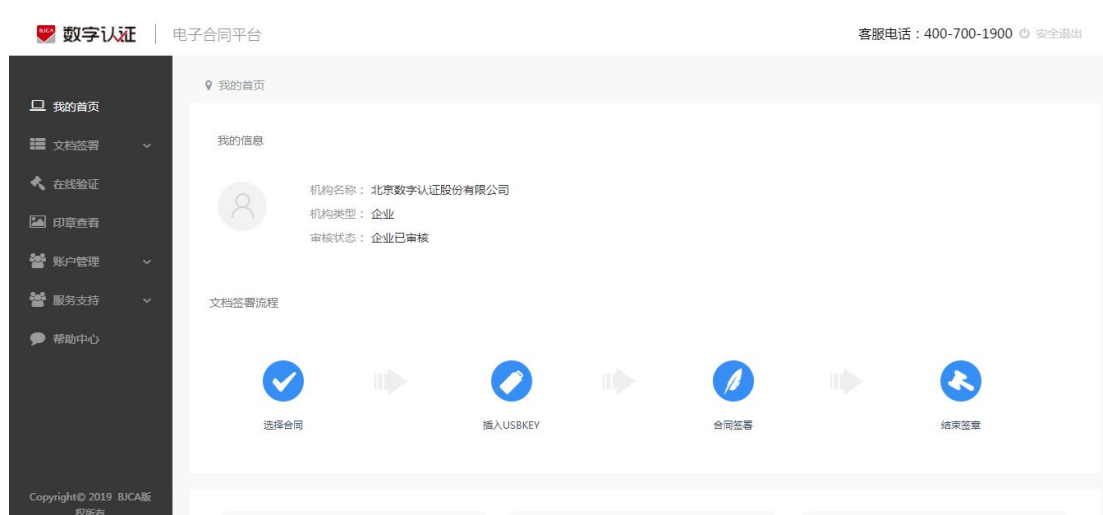 BJCA 数字认证 电子合同平台 客服电话：400-700-1900 安全退出
我的首页
我的首页
文档签署
在线验证
印章查看
账户管理
服务支持
帮助中心
我的信息
机构名称： 北京数字认证股份有限公司
机构类型： 企业
审核状态： 企业已审核
文档签署流程
选择合同 插入USBKEY 合同签署 结束签章
Copyright© 2019 BJCA版
权所有